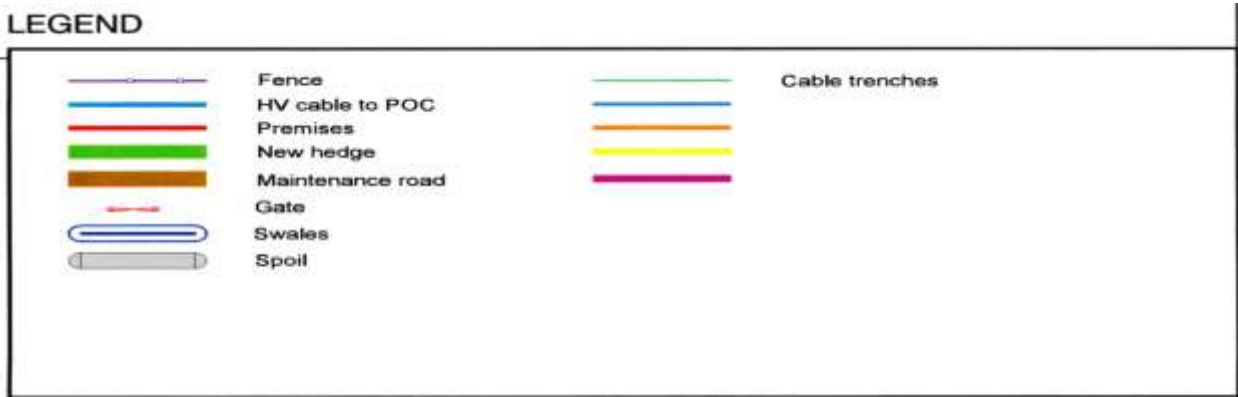 LEGEND
Fence
HV cable to POC
Premises
New hedge
Maintenance road
Gate
Swales
Spoil
Cable trenches